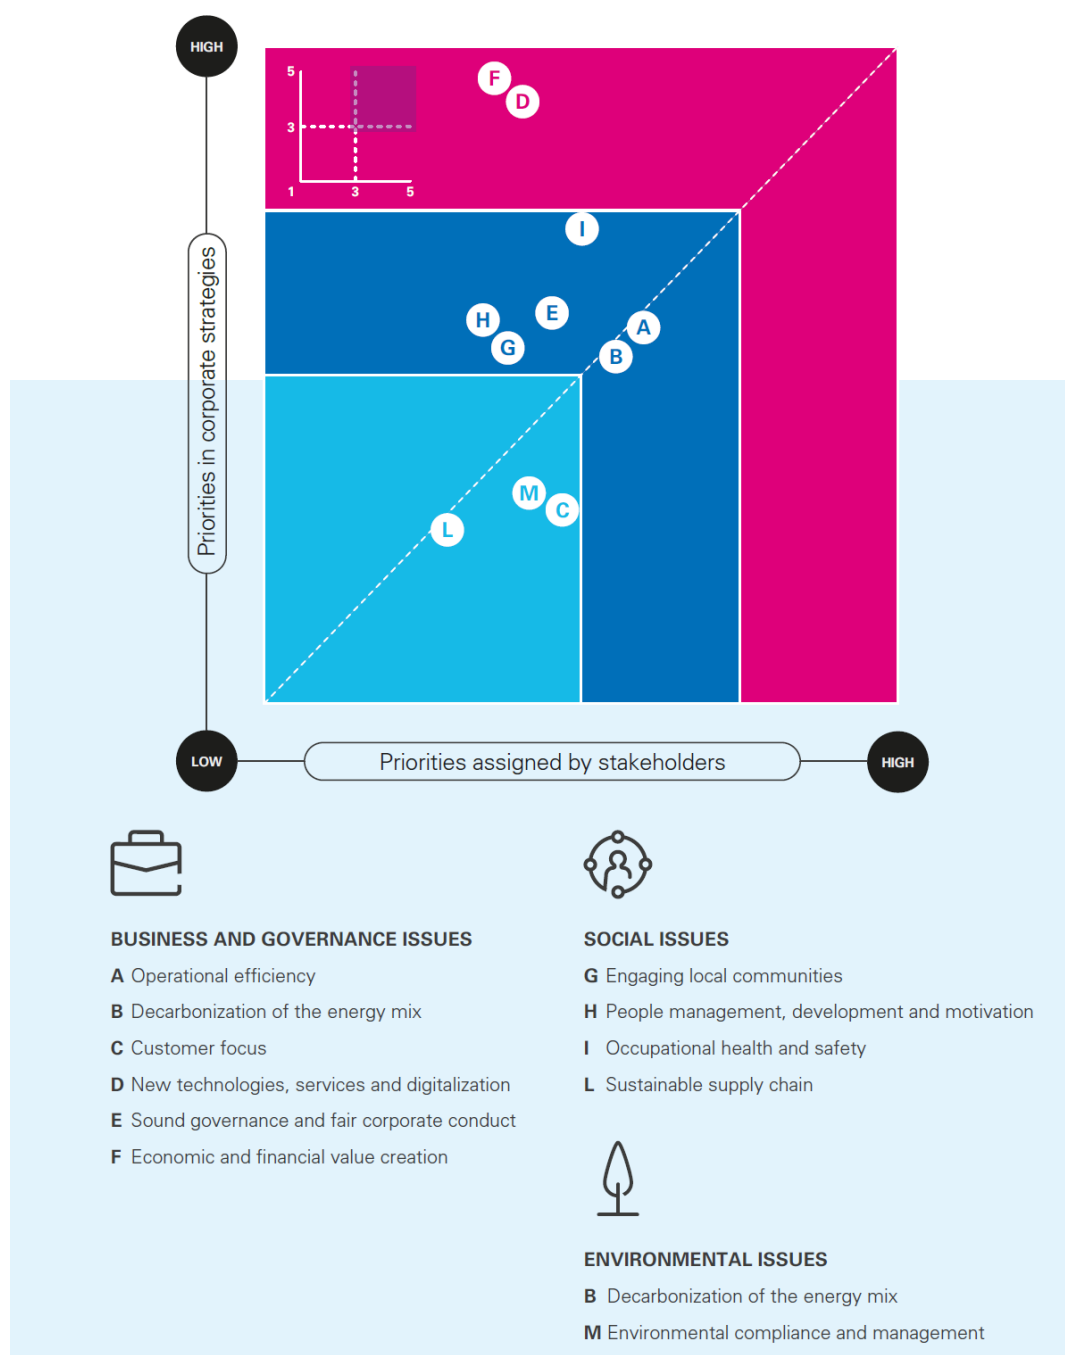 HIGH
5
3
1
3
5
F
D
I
H
E
A
G
B
M
C
L
Priorities in corporate strategies
LOW
Priorities assigned by stakeholders
HIGH
BUSINESS AND GOVERNANCE ISSUES
A Operational efficiency
B Decarbonization of the energy mix
C Customer focus
D New technologies, services and digitalization
E Sound governance and fair corporate conduct
F Economic and financial value creation
SOCIAL ISSUES
G Engaging local communities
H People management, development and motivation
I Occupational health and safety
L Sustainable supply chain
ENVIRONMENTAL ISSUES
B Decarbonization of the energy mix
M Environmental compliance and management